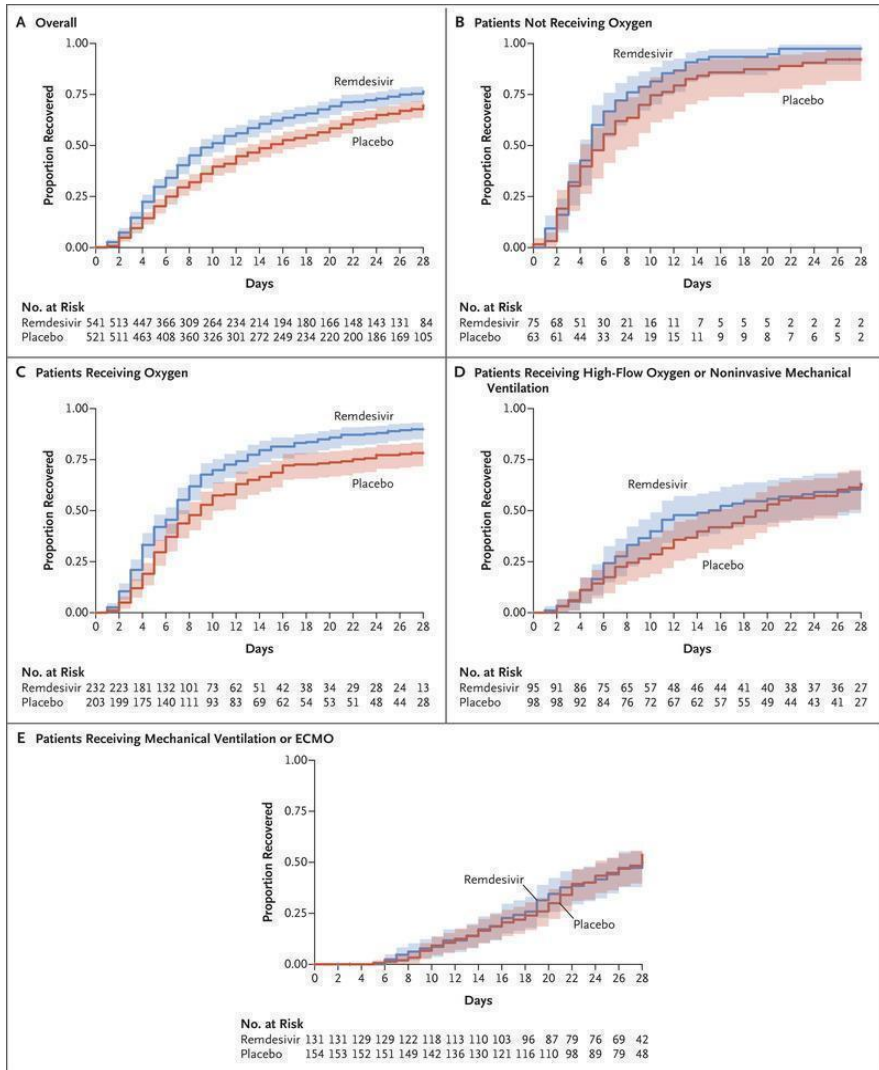 A Overall
1.00
0.75
0.50
0.25
0.00
Proportion Recovered
Remdesivir
Placebo
0 2 4 6 8 10 12 14 16 18 20 22 24 26 28
Days
No. at Risk
Remdesivir 541 513 447 366 309 264 234 214 194 180 166 148 143 131 84
Placebo 521 511 463 408 360 326 301 272 249 234 220 200 186 169 105
B Patients Not Receiving Oxygen
1.00
0.75
0.50
0.25
0.00
Proportion Recovered
Remdesivir
Placebo
0 2 4 6 8 10 12 14 16 18 20 22 24 26 28
Days
No. at Risk
Remdesivir 75 68 51 30 21 16 11 7 5 5 5 2 2 2 2
Placebo 63 61 44 33 24 19 15 11 9 9 8 7 6 5 2
C Patients Receiving Oxygen
1.00
0.75
0.50
0.25
0.00
Proportion Recovered
Remdesivir
Placebo
0 2 4 6 8 10 12 14 16 18 20 22 24 26 28
Days
No. at Risk
Remdesivir 232 223 181 132 101 73 62 51 42 38 34 29 28 24 13
Placebo 203 199 175 140 111 93 83 69 62 54 53 51 48 44 28
D Patients Receiving High-Flow Oxygen or Noninvasive Mechanical
Ventilation
1.00
0.75
0.50
0.25
0.00
Proportion Recovered
Remdesivir
Placebo
0 2 4 6 8 10 12 14 16 18 20 22 24 26 28
Days
No. at Risk
Remdesivir 95 91 86 75 65 57 48 46 44 41 40 38 37 36 27
Placebo 98 98 92 84 76 72 67 62 57 55 49 44 43 41 27
E Patients Receiving Mechanical Ventilation or ECMO
1.00
0.75
0.50
0.25
0.00
Proportion Recovered
Remdesivir
Placebo
0 2 4 6 8 10 12 14 16 18 20 22 24 26 28
Days
No. at Risk
Remdesivir 131 131 129 129 122 118 113 110 103 96 87 79 76 69 42
Placebo 154 153 152 151 149 142 136 130 121 116 110 98 89 79 48